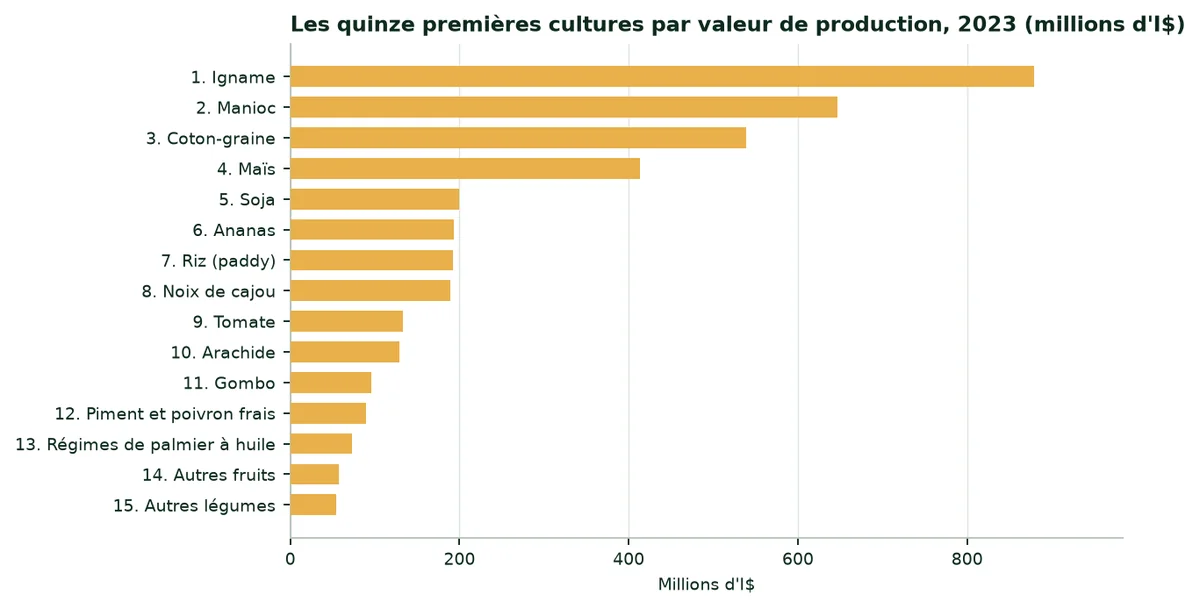 Les quinze premières cultures par valeur de production, 2023 (millions d'I$)
1. Igname
2. Manioc
3. Coton-graine
4. Maïs
5. Soja
6. Ananas
7. Riz (paddy)
8. Noix de cajou
9. Tomate
10. Arachide
11. Gombo
12. Piment et poivron frais
13. Régimes de palmier à huile
14. Autres fruits
15. Autres légumes
0 200 400 600 800
Millions d'I$